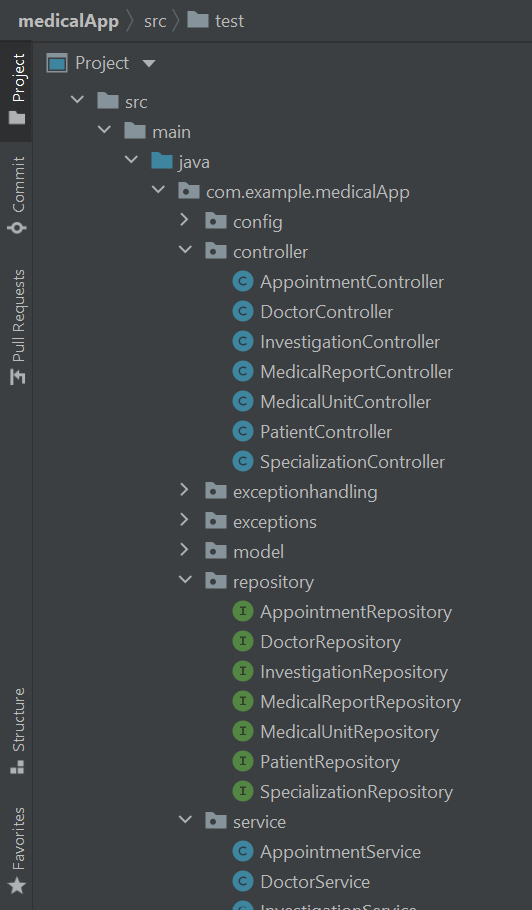 medicalApp src test
Project
Project
src
main
java
com.example.medicalApp
config
controller
AppointmentController
DoctorController
InvestigationController
MedicalReportController
MedicalUnitController
PatientController
SpecializationController
exceptionhandling
exceptions
model
repository
AppointmentRepository
DoctorRepository
InvestigationRepository
MedicalReportRepository
MedicalUnitRepository
PatientRepository
SpecializationRepository
service
AppointmentService
DoctorService
InvestigationService
Commit
Pull Requests
Structure
Favorites